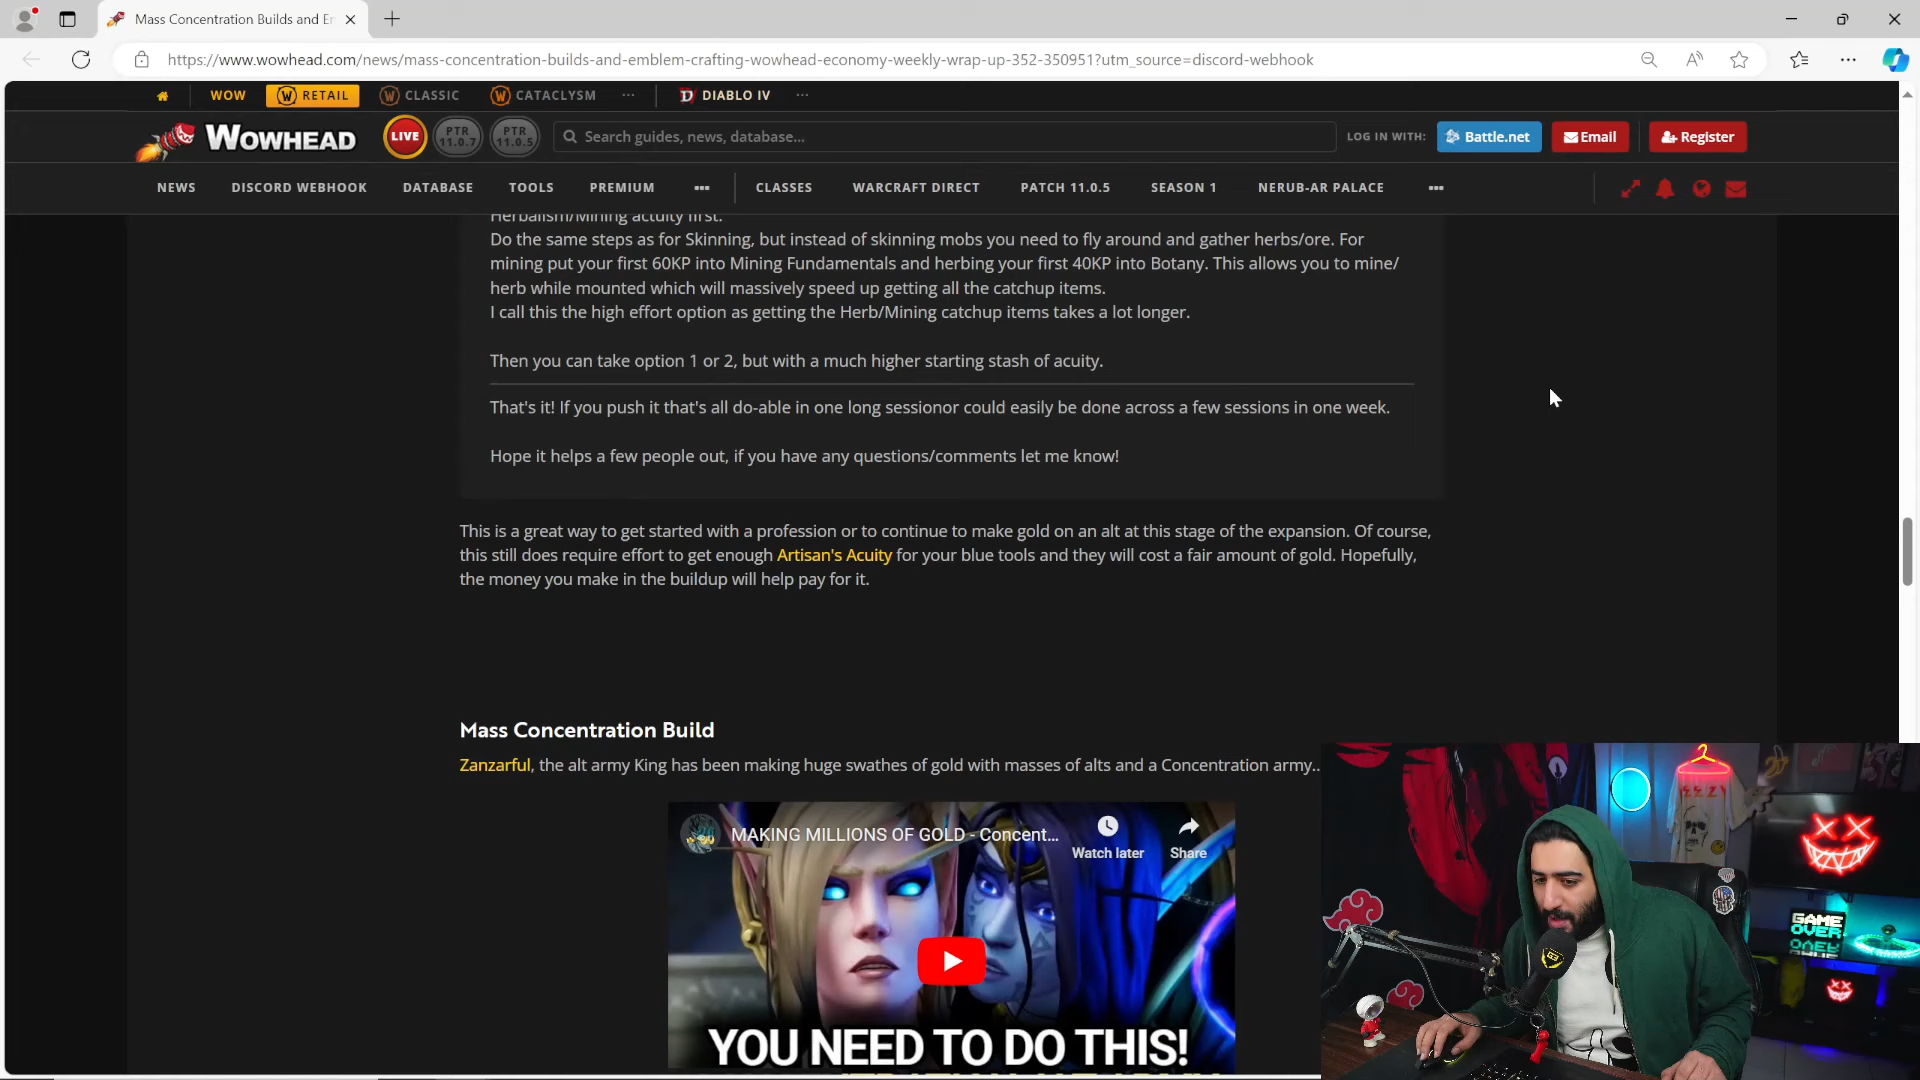 Mass Concentration Builds and Er
https://www.wowhead.com/news/mass-concentration-builds-and-emblem-crafting-wowhead-economy-weekly-wrap-up-352-350951?utm_source=discord-webhook
WOW RETAIL CLASSIC CATACLYSM DIABLO IV
WOWHEAD LIVE PTR 11.0.7 PTR 11.0.5 Search guides, news, database... LOG IN WITH: Battle.net Email Register
NEWS DISCORD WEBHOOK DATABASE TOOLS PREMIUM CLASSES WARCRAFT DIRECT PATCH 11.0.5 SEASON 1 NERUB-AR PALACE
Herbalism/Mining actuity first.
Do the same steps as for Skinning, but instead of skinning mobs you need to fly around and gather herbs/ore. For
mining put your first 60KP into Mining Fundamentals and herbing your first 40KP into Botany. This allows you to mine/
herb while mounted which will massively speed up getting all the catchup items.
I call this the high effort option as getting the Herb/Mining catchup items takes a lot longer.
Then you can take option 1 or 2, but with a much higher starting stash of acuity.
That's it! If you push it that's all do-able in one long sessionor could easily be done across a few sessions in one week.
Hope it helps a few people out, if you have any questions/comments let me know!
This is a great way to get started with a profession or to continue to make gold on an alt at this stage of the expansion. Of course,
this still does require effort to get enough Artisan's Acuity for your blue tools and they will cost a fair amount of gold. Hopefully,
the money you make in the buildup will help pay for it.
Mass Concentration Build
Zanzarful, the alt army King has been making huge swathes of gold with masses of alts and a Concentration army..
MAKING MILLIONS OF GOLD - Concent...
Watch later Share
YOU NEED TO DO THIS!
GAME
OVER